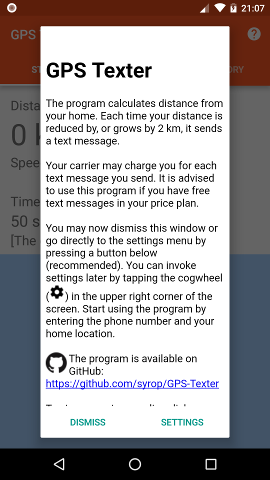 21:07
GPS T
ST
ORY
Dista
0 k
Spee
Time
50 s
[The
GPS Texter
The program calculates distance from
your home. Each time your distance is
reduced by, or grows by 2 km, it sends
a text message.
Your carrier may charge you for each
text message you send. It is advised
to use this program if you have free
text messages in your price plan.
You may now dismiss this window or
go directly to the settings menu by
pressing a button below
(recommended). You can invoke
settings later by tapping the cogwheel
( ) in the upper right corner of the
screen. Start using the program by
entering the phone number and your
home location.
The program is available on
GitHub:
https://github.com/syrop/GPS-Texter
DISMISS SETTINGS